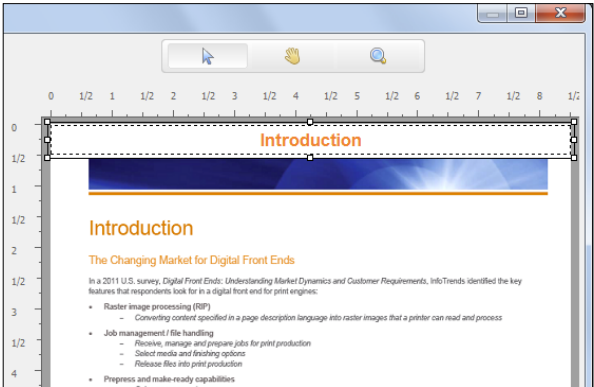 0 1/2 1 1/2 2 1/2 3 1/2 4 1/2 5 1/2 6 1/2 7 1/2 8 1/2
0
Introduction
1/2
1
1/2
Introduction
2
The Changing Market for Digital Front Ends
1/2
In a 2011 U.S. survey, Digital Front Ends: Understanding Market Dynamics and Customer Requirements, InfoTrends identified the key
features that respondents look for in a digital front end for print engines:
3
• Raster image processing (RIP)
– Converting content specified in a page description language into raster images that a printer can read and process
• Job management / file handling
1/2
– Receive, manage and prepare jobs for print production
– Select media and finishing options
– Release files into print production
4
• Prepress and make-ready capabilities